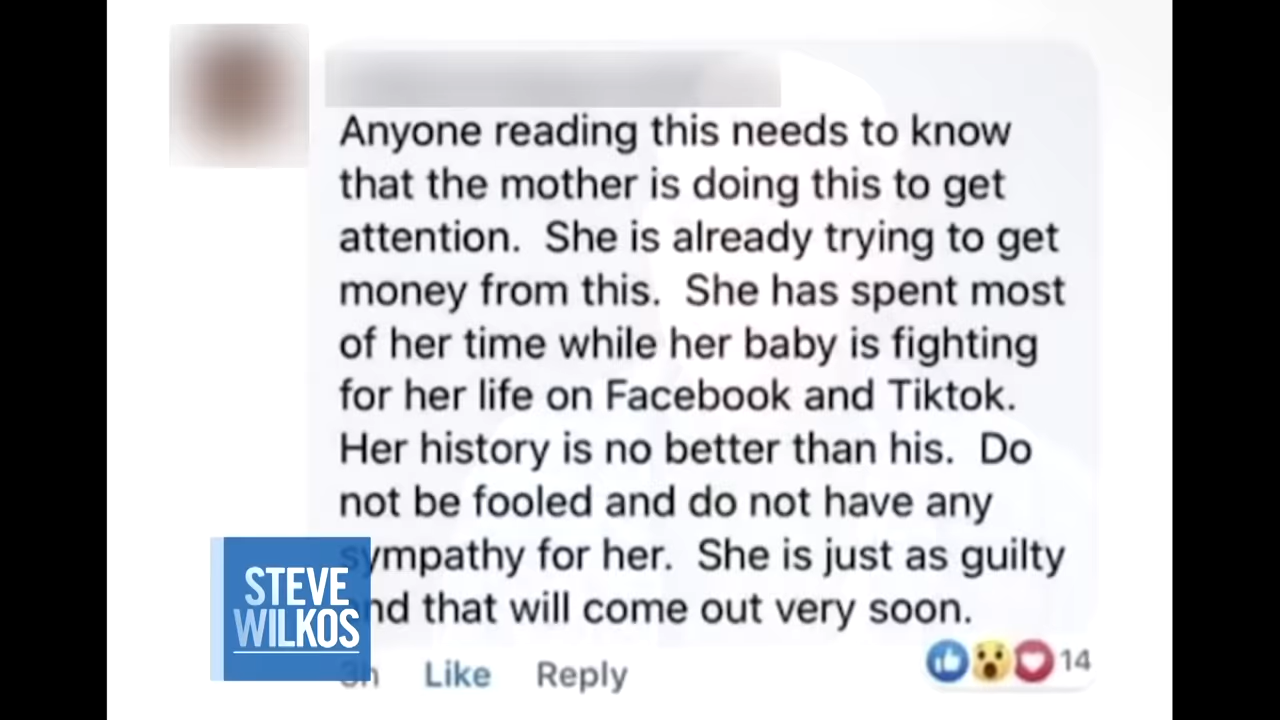 Anyone reading this needs to know
that the mother is doing this to get
attention. She is already trying to get
money from this. She has spent most
of her time while her baby is fighting
for her life on Facebook and Tiktok.
Her history is no better than his. Do
not be fooled and do not have any
sympathy for her. She is just as guilty
and that will come out very soon.
3h Like Reply 14
STEVE
WILKOS